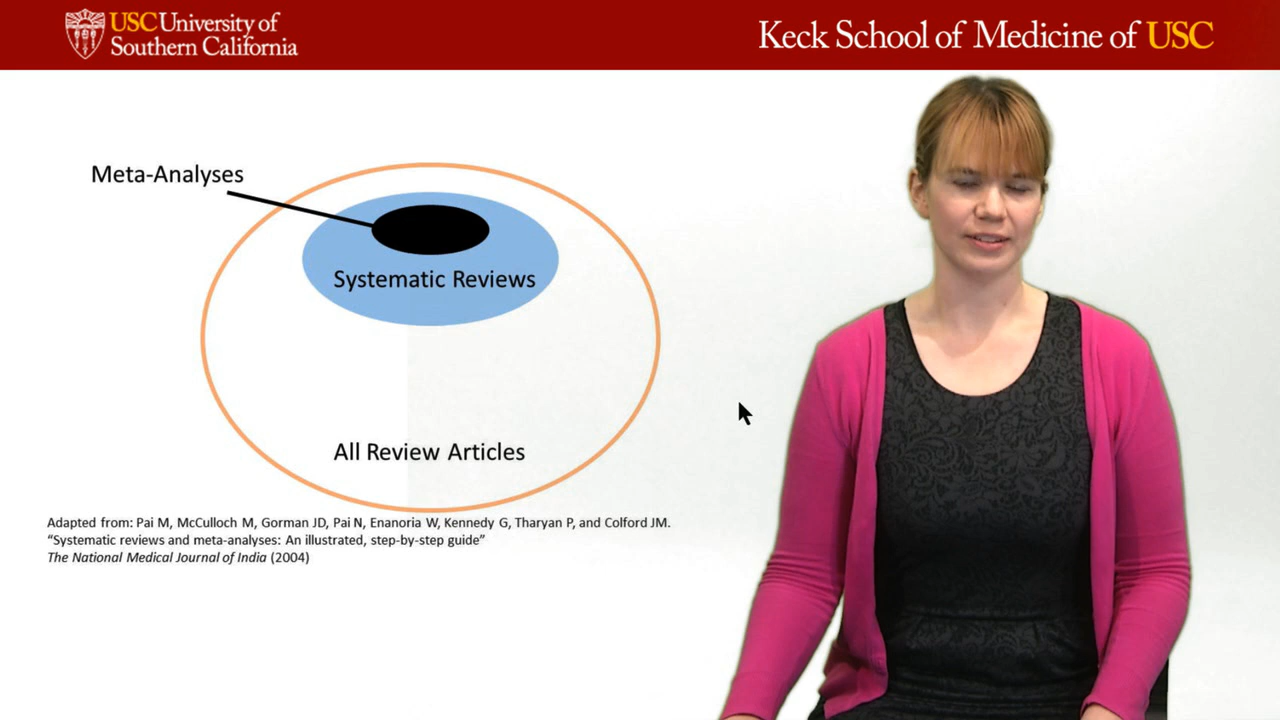 USC University of
Southern California
Keck School of Medicine of USC
Meta-Analyses
Systematic Reviews
All Review Articles
Adapted from: Pai M, McCulloch M, Gorman JD, Pai N, Enanoria W, Kennedy G, Tharyan P, and Colford JM.
“Systematic reviews and meta-analyses: An illustrated, step-by-step guide”
The National Medical Journal of India (2004)